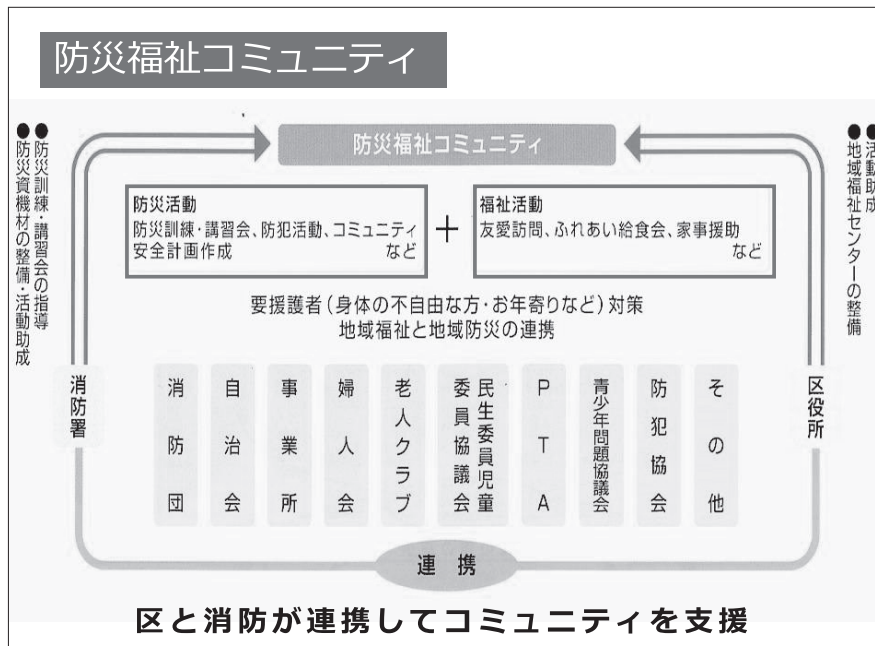 防災福祉コミュニティ
防災福祉コミュニティ
●防災訓練・講習会の指導
●防災資機材の整備・活動助成
●活動助成
●地域福祉センターの整備
防災活動
防災訓練・講習会、防犯活動、コミュニティ
安全計画作成 など
+
福祉活動
友愛訪問、ふれあい給食会、家事援助
など
要援護者(身体の不自由な方・お年寄りなど)対策
地域福祉と地域防災の連携
消防署
消防団
自治会
事業所
婦人会
老人クラブ
民生委員児童
委員協議会
PTA
青少年問題協議会
防犯協会
その他
区役所
連携
区と消防が連携してコミュニティを支援